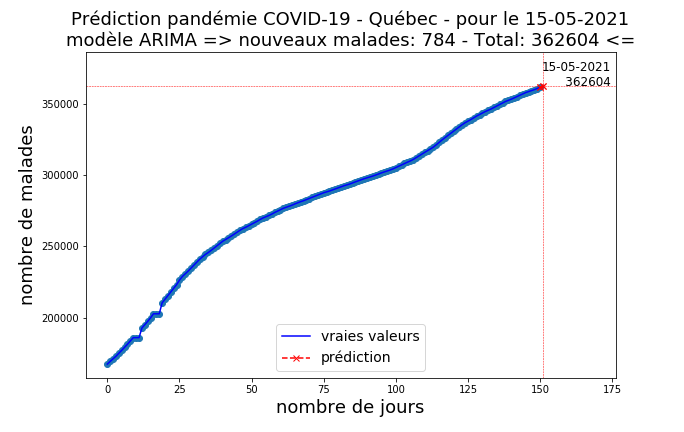 Prédiction pandémie COVID-19 - Québec - pour le 15-05-2021
modèle ARIMA => nouveaux malades: 784 - Total: 362604 <=
15-05-2021
362604
350000
300000
250000
200000
nombre de malades
vraies valeurs
prédiction
0 25 50 75 100 125 150 175
nombre de jours